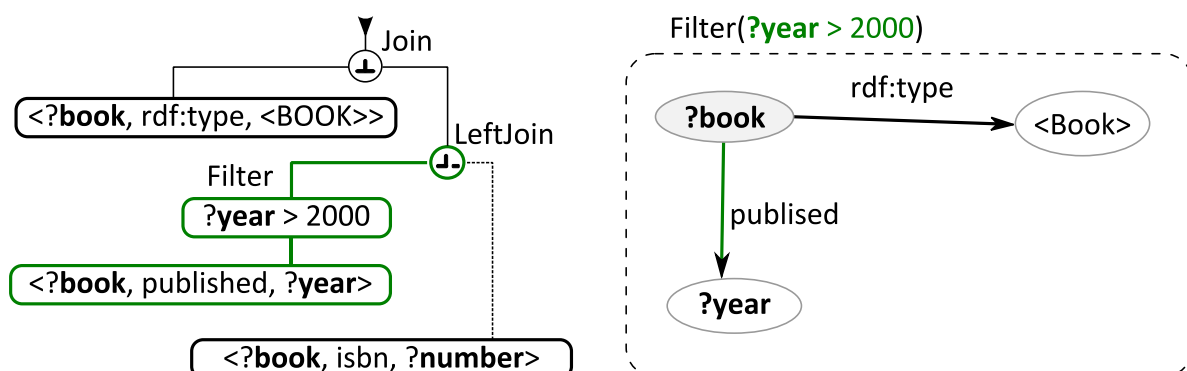 Join
<?book, rdf:type, <BOOK>>
LeftJoin
Filter
?year > 2000
<?book, published, ?year>
<?book, isbn, ?number>
Filter(?year > 2000)
rdf:type
?book
<Book>
publised
?year